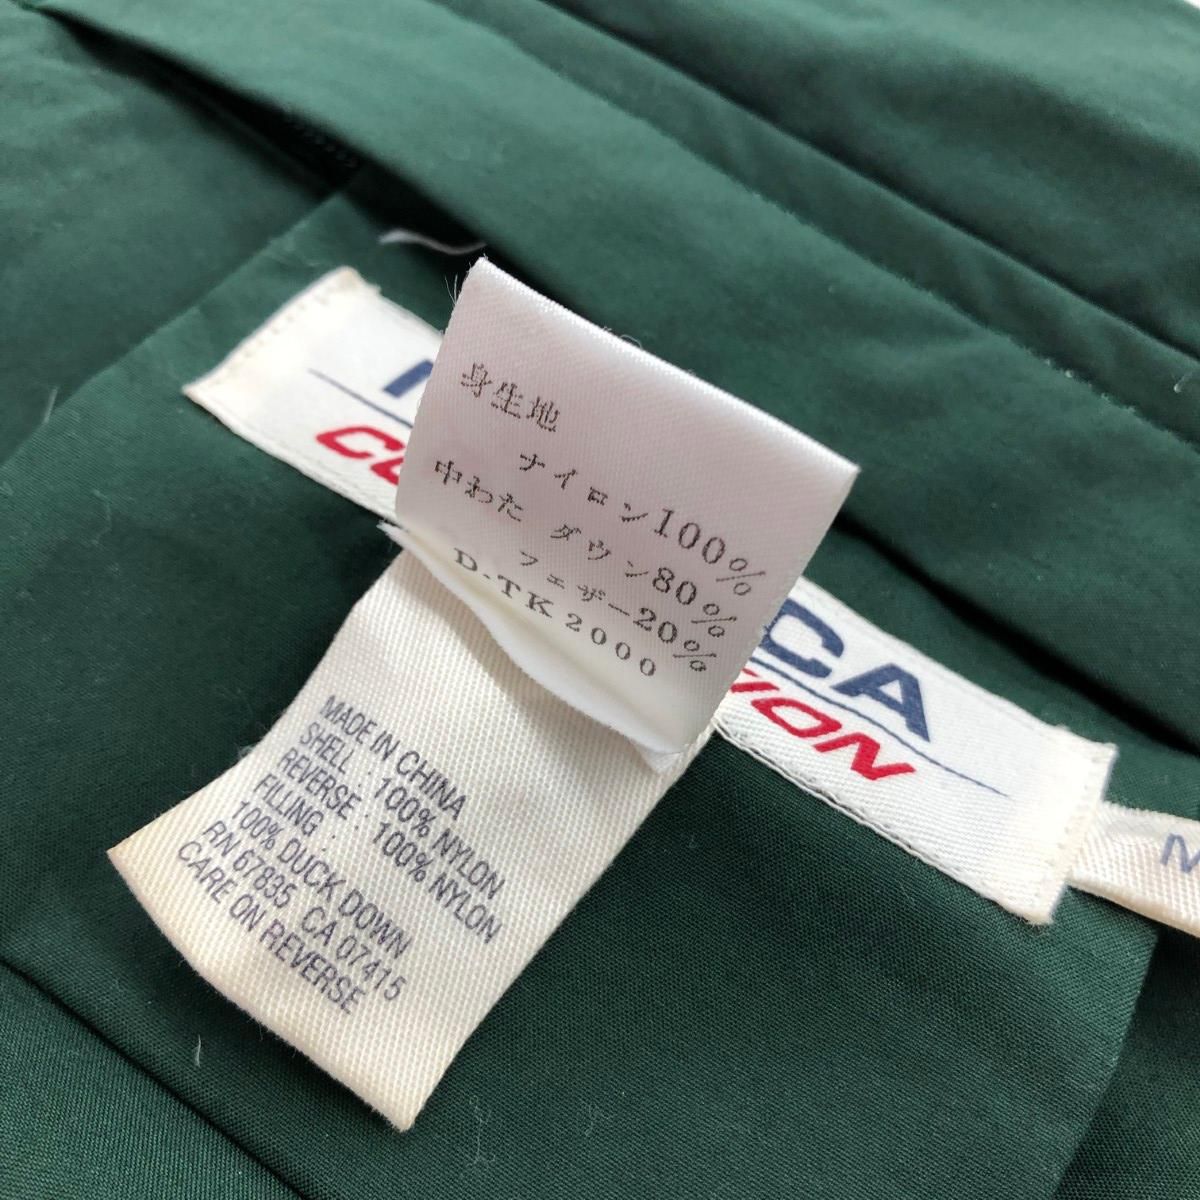 身生地
ナイロン100%
中わた ダウン80%
フェザー20%
D-TK2000
CA
MADE IN CHINA
SHELL : 100% NYLON
REVERSE : 100% NYLON
FILLING :
100% DUCK DOWN
RN 67835 CA 07415
CARE ON REVERSE
M